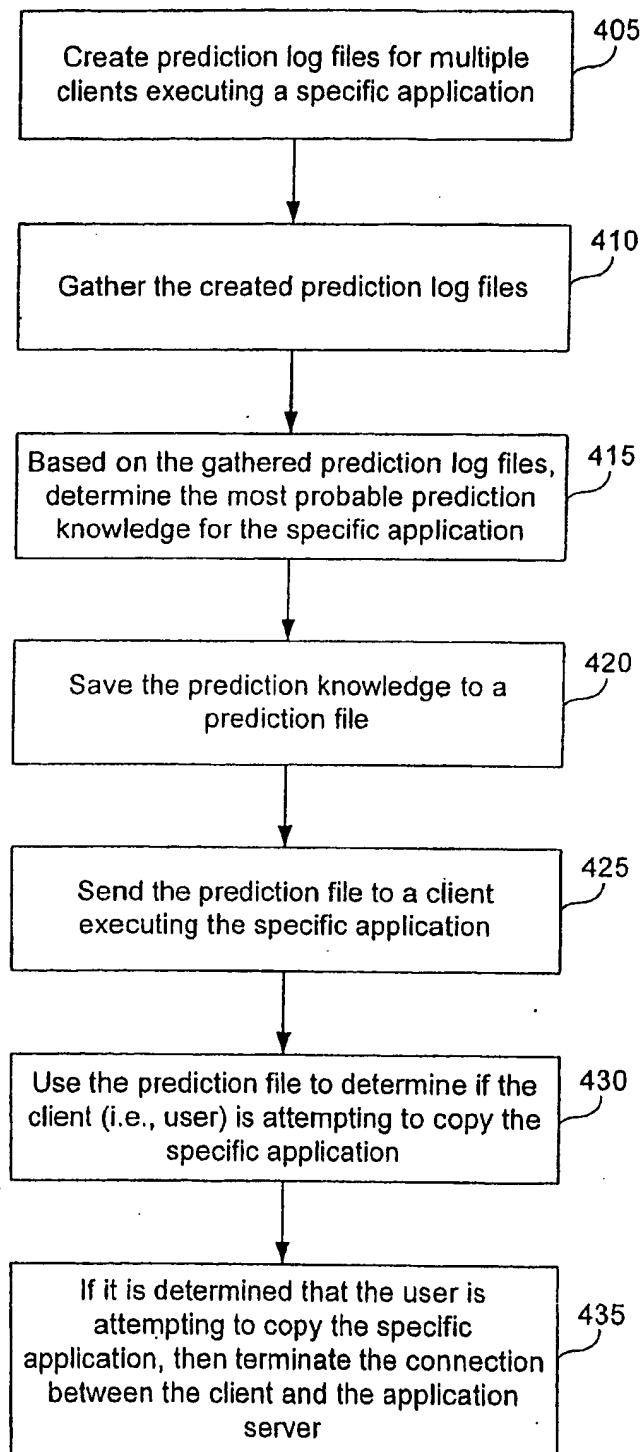 405
Create prediction log files for multiple
clients executing a specific application
410
Gather the created prediction log files
Based on the gathered prediction log files,
determine the most probable prediction
knowledge for the specific application
415
420
Save the prediction knowledge to a
prediction file
425
Send the prediction file to a client
executing the specific application
Use the prediction file to determine if the
client (i.e., user) is attempting to copy the
specific application
430
If it is determined that the user is
attempting to copy the specific
application, then terminate the connection
between the client and the application
server
435